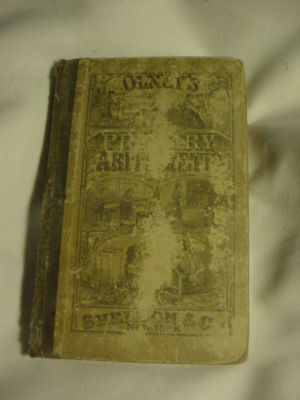 OLNEY'S
PRIMARY
ARITHMETIC
SHELDON & CO
NEW YORK